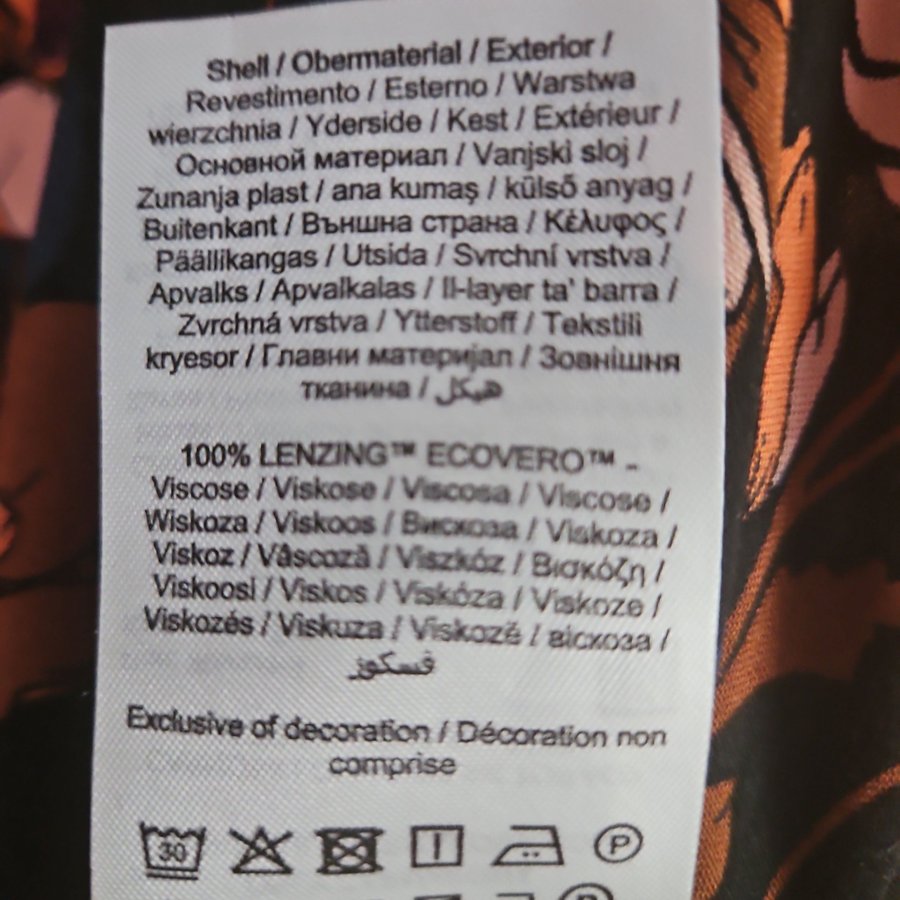 Shell / Obermaterial / Exterior /
Revestimento / Esterno / Warstwa
wierzchnia / Yderside / Kest / Extérieur /
Основной материал / Vanjski sloj /
Zunanja plast / ana kumaş / külső anyag /
Buitenkant / Външна страна / Κέλυφος /
Päällikangas / Utsida / Svrchní vrstva /
Apvalks / Apvalkalas / Il-layer ta' barra /
Zvrchná vrstva / Ytterstoff / Tekstili
kryesor / Главни материјал / Зовнішня
тканина / هيكل
100% LENZING™ ECOVERO™ -
Viscose / Viskose / Viscosa / Viscose /
Wiskoza / Viskoos / Вискоза / Viskoza /
Viskoz / Vâscoză / Viszkóz / Βισκόζη /
Viskoosi / Viskos / Viskóza / Viskoze /
Viskozės / Viskuża / Viskozë / віскоза /
فسكوز
Exclusive of decoration / Décoration non
comprise
30
P